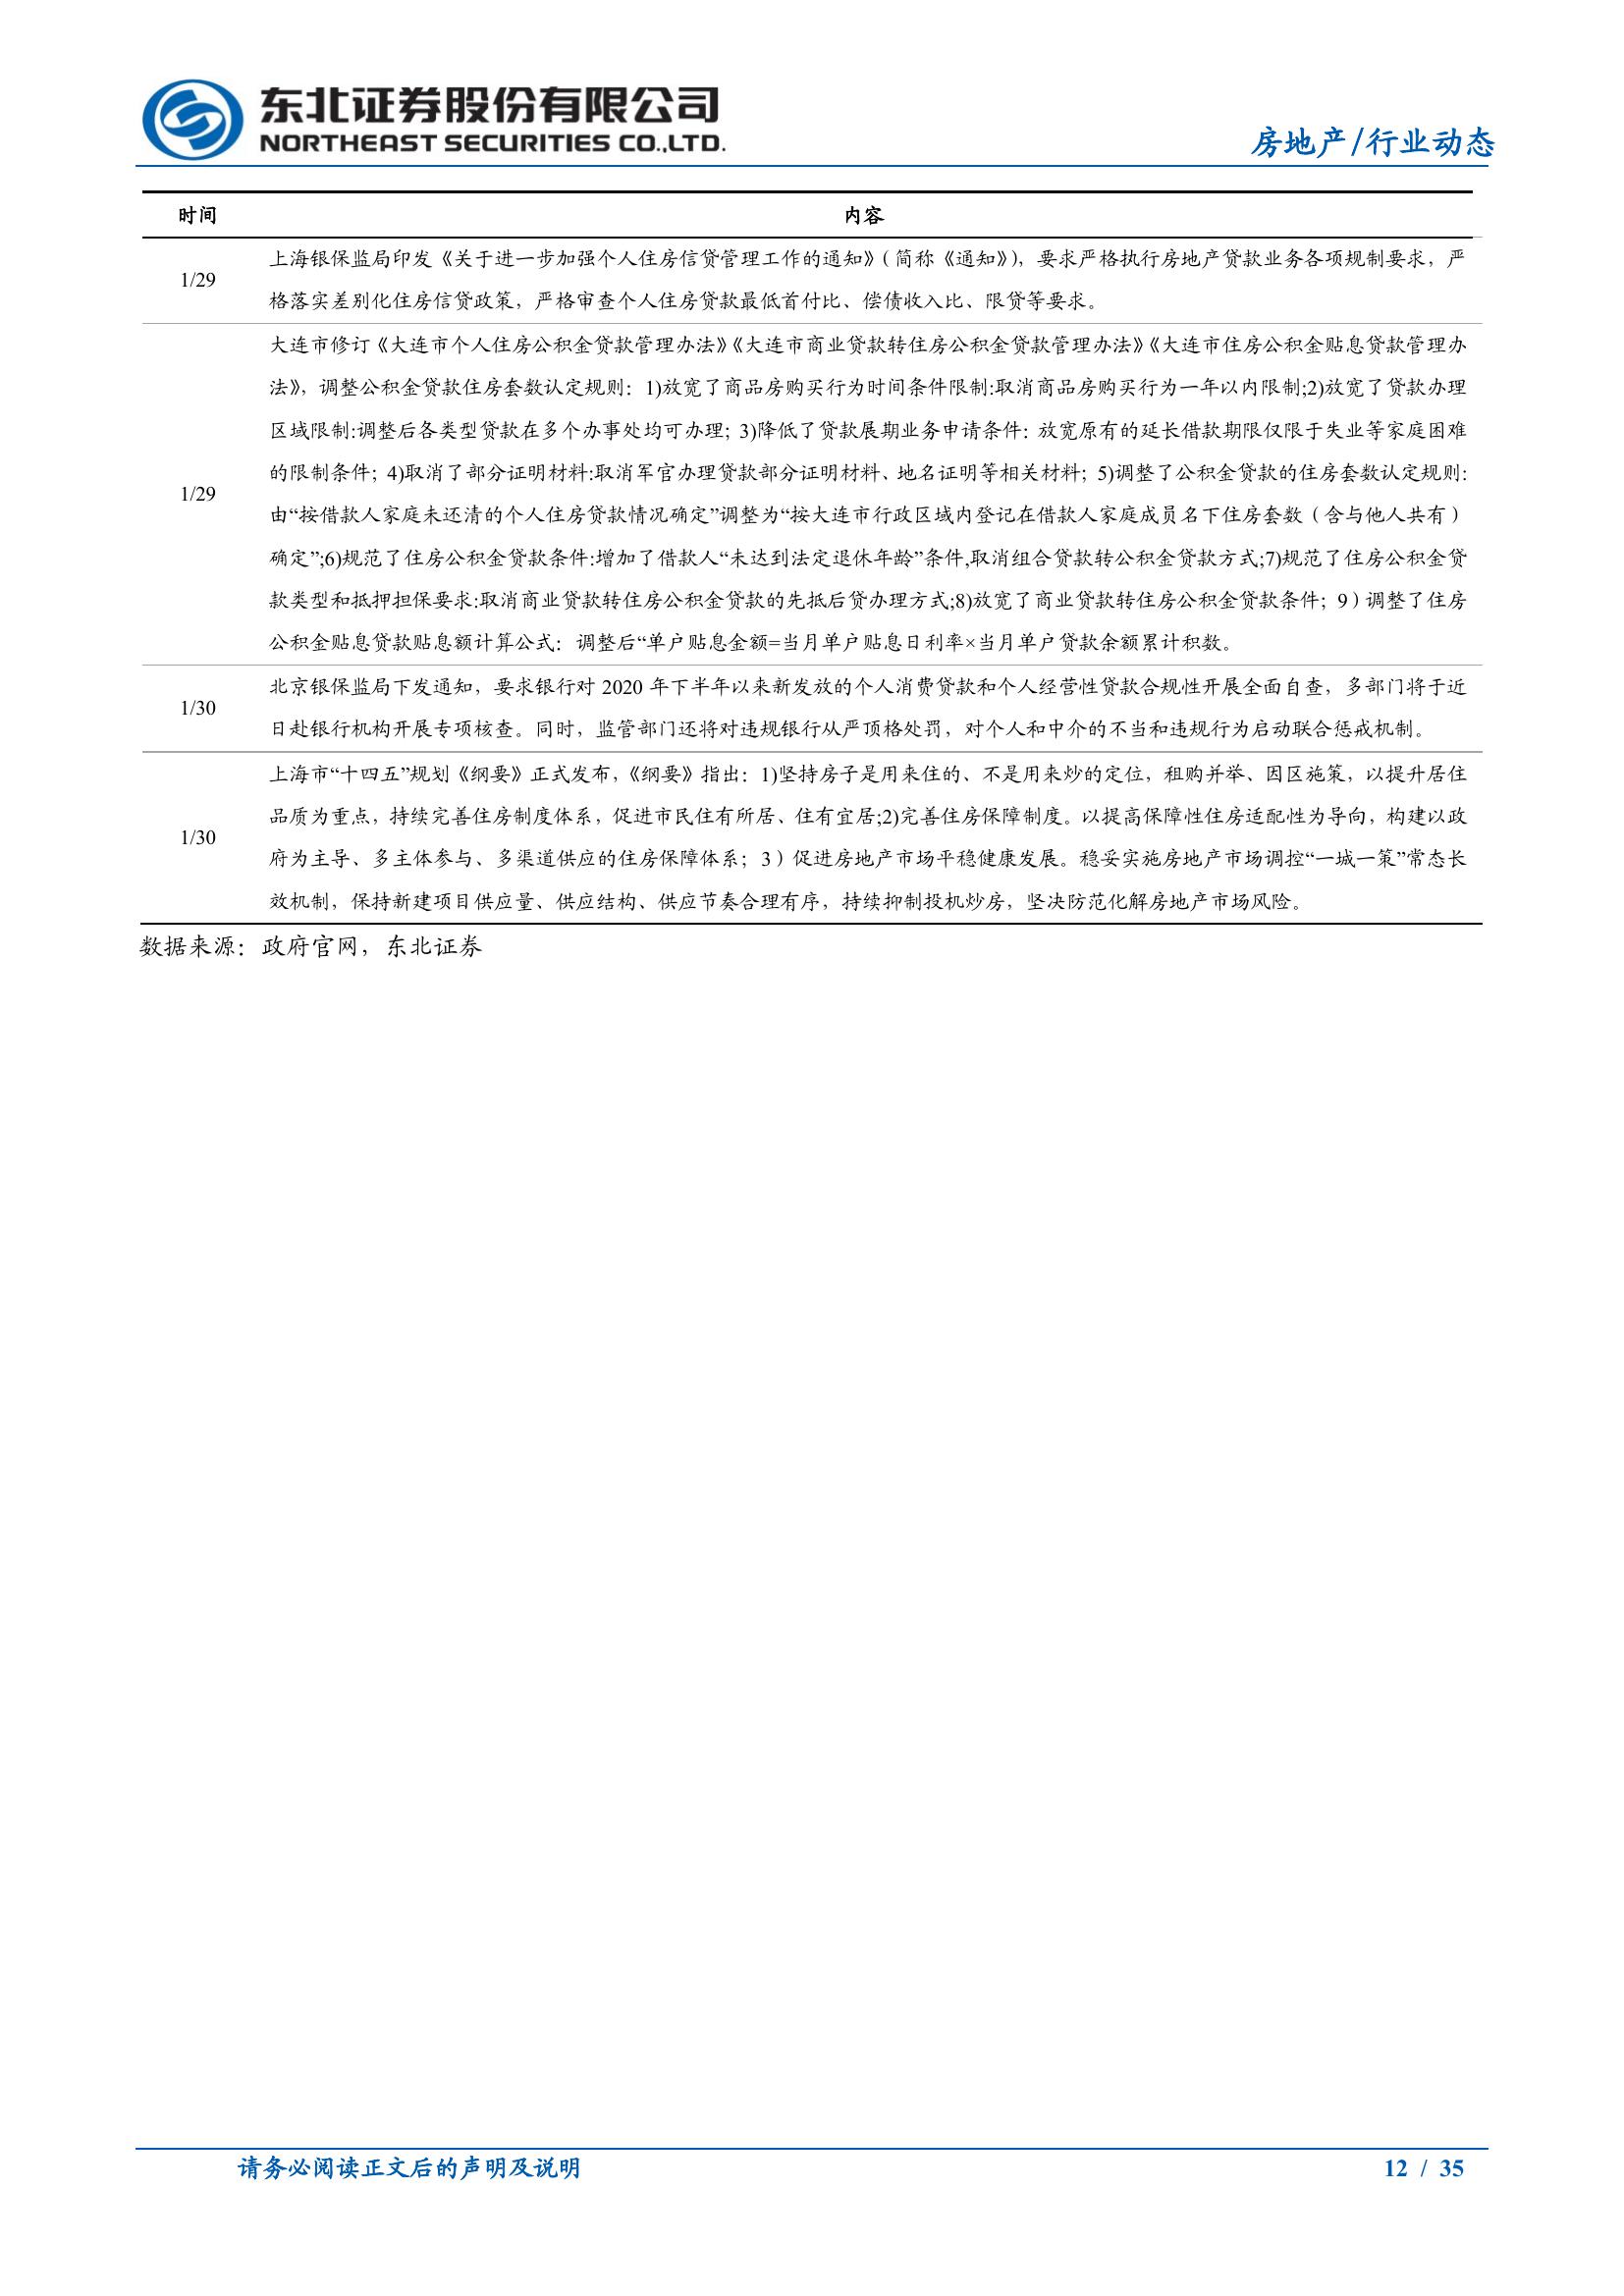 东北证券股份有限公司
NORTHEAST SECURITIES CO.,LTD.
房地产/行业动态
时间 内容
1/29
上海银保监局印发《关于进一步加强个人住房信贷管理工作的通知》（简称《通知》），要求严格执行房地产贷款业务各项规制要求，严
格落实差别化住房信贷政策，严格审查个人住房贷款最低首付比、偿债收入比、限贷等要求。
1/29
大连市修订《大连市个人住房公积金贷款管理办法》《大连市商业贷款转住房公积金贷款管理办法》《大连市住房公积金贴息贷款管理办
法》，调整公积金贷款住房套数认定规则：1)放宽了商品房购买行为时间条件限制:取消商品房购买行为一年以内限制;2)放宽了贷款办理
区域限制:调整后各类型贷款在多个办事处均可办理；3)降低了贷款展期业务申请条件：放宽原有的延长借款期限仅限于失业等家庭困难
的限制条件；4)取消了部分证明材料:取消军官办理贷款部分证明材料、地名证明等相关材料；5)调整了公积金贷款的住房套数认定规则:
由“按借款人家庭未还清的个人住房贷款情况确定”调整为“按大连市行政区域内登记在借款人家庭成员名下住房套数（含与他人共有）
确定”;6)规范了住房公积金贷款条件:增加了借款人“未达到法定退休年龄”条件,取消组合贷款转公积金贷款方式;7)规范了住房公积金贷
款类型和抵押担保要求:取消商业贷款转住房公积金贷款的先抵后贷办理方式;8)放宽了商业贷款转住房公积金贷款条件；9）调整了住房
公积金贴息贷款贴息额计算公式：调整后“单户贴息金额=当月单户贴息日利率×当月单户贷款余额累计积数。
1/30
北京银保监局下发通知，要求银行对 2020 年下半年以来新发放的个人消费贷款和个人经营性贷款合规性开展全面自查，多部门将于近
日赴银行机构开展专项核查。同时，监管部门还将对违规银行从严顶格处罚，对个人和中介的不当和违规行为启动联合惩戒机制。
1/30
上海市“十四五”规划《纲要》正式发布，《纲要》指出：1)坚持房子是用来住的、不是用来炒的定位，租购并举、因区施策，以提升居住
品质为重点，持续完善住房制度体系，促进市民住有所居、住有宜居;2)完善住房保障制度。以提高保障性住房适配性为导向，构建以政
府为主导、多主体参与、多渠道供应的住房保障体系；3）促进房地产市场平稳健康发展。稳妥实施房地产市场调控“一城一策”常态长
效机制，保持新建项目供应量、供应结构、供应节奏合理有序，持续抑制投机炒房，坚决防范化解房地产市场风险。
数据来源：政府官网，东北证券
请务必阅读正文后的声明及说明 12 / 35